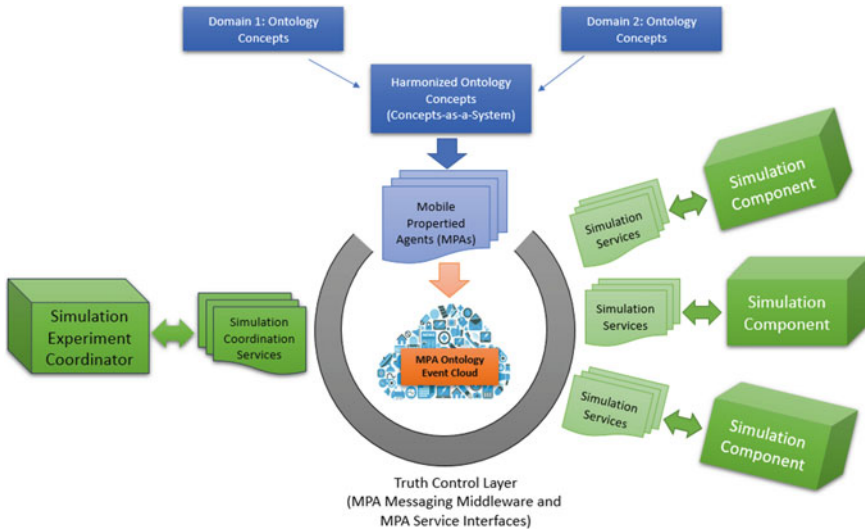 Domain 1: Ontology
Concepts
Domain 2: Ontology
Concepts
Harmonized Ontology
Concepts
(Concepts-as-a-System)
Mobile
Propertied
Agents (MPAs)
Simulation
Services
Simulation
Component
Simulation
Experiment
Coordinator
Simulation
Coordination
Services
MPA Ontology
Event Cloud
Simulation
Services
Simulation
Component
Simulation
Services
Simulation
Component
Truth Control Layer
(MPA Messaging Middleware and
MPA Service Interfaces)